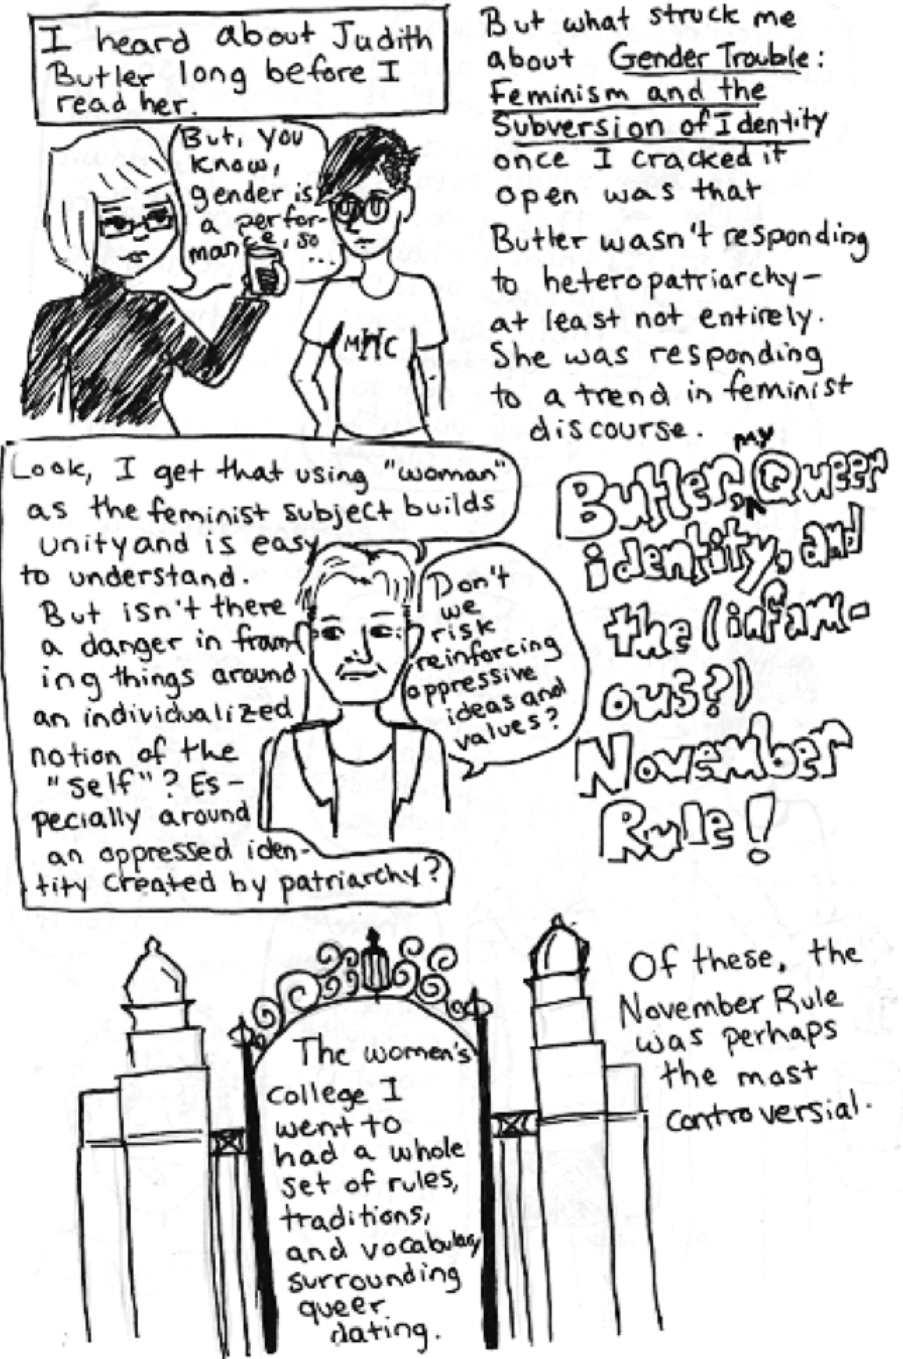 I heard about Judith
Butler long before I
read her.
But, you
know,
gender is
a perfor-
mance, so
...
MHC
But what struck me
about Gender Trouble:
Feminism and the
Subversion of Identity
once I cracked it
open was that
Butler wasn't responding
to heteropatriarchy—
at least not entirely.
She was responding
to a trend in feminist
discourse.
Look, I get that using "woman"
as the feminist subject builds
unity and is easy
to understand.
But isn't there
a danger in fram-
ing things around
an individualized
notion of the
"self"? Es-
pecially around
an oppressed iden-
tity created by patriarchy?
Don't
we
risk
reinforcing
oppressive
ideas and
values?
my
Butler, Queer
identity, and
the (infam-
ous?)
November
Rule!
The women's
college I
went to
had a whole
set of rules,
traditions,
and vocabulary
surrounding
queer
dating.
Of these, the
November Rule
was perhaps
the most
controversial.